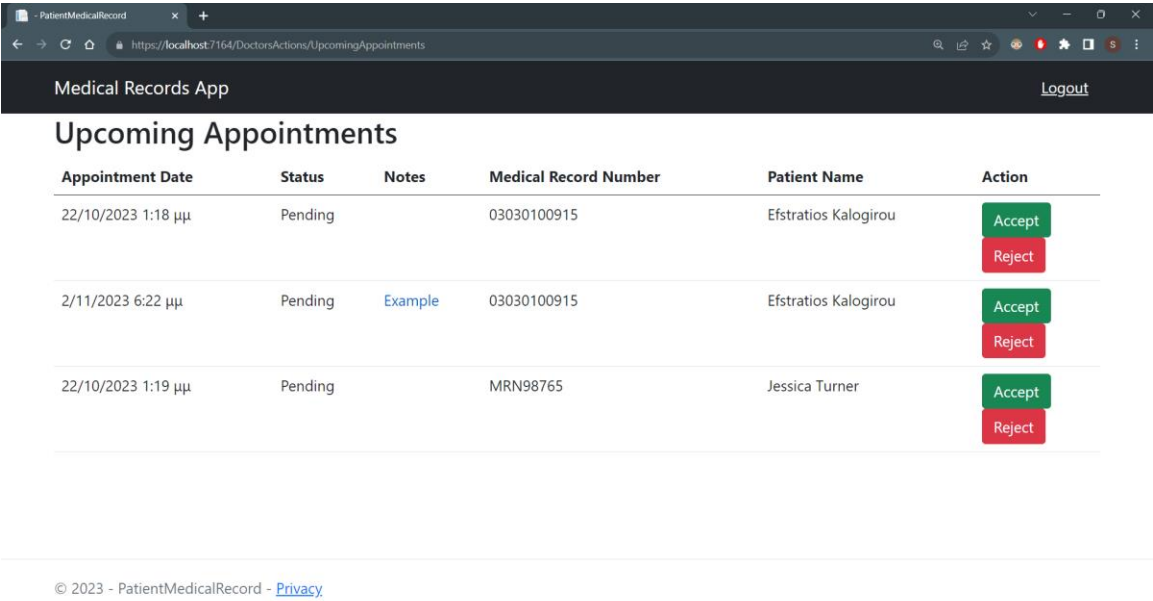 - PatientMedicalRecord
https://localhost:7164/DoctorsActions/UpcomingAppointments
S
Medical Records App Logout
Upcoming Appointments
Appointment Date Status Notes Medical Record Number Patient Name Action
22/10/2023 1:18 μμ Pending 03030100915 Efstratios Kalogirou Accept
Reject
2/11/2023 6:22 μμ Pending Example 03030100915 Efstratios Kalogirou Accept
Reject
22/10/2023 1:19 μμ Pending MRN98765 Jessica Turner Accept
Reject
© 2023 - PatientMedicalRecord - Privacy